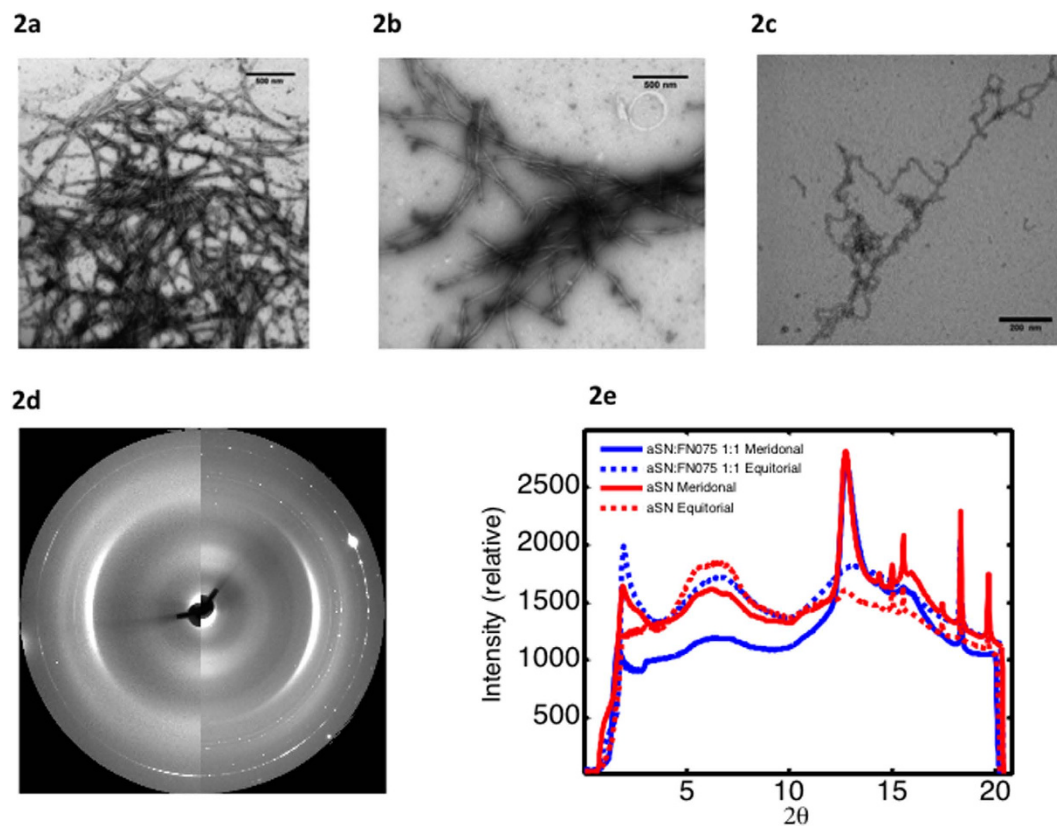 2a
2b
2c
500 nm
500 nm
200 nm
2d
2e
aSN:FN075 1:1 Meridonal
aSN:FN075 1:1 Equitorial
aSN Meridonal
aSN Equitorial
Intensity (relative)
2500
2000
1500
1000
500
5
10
15
20
2θ